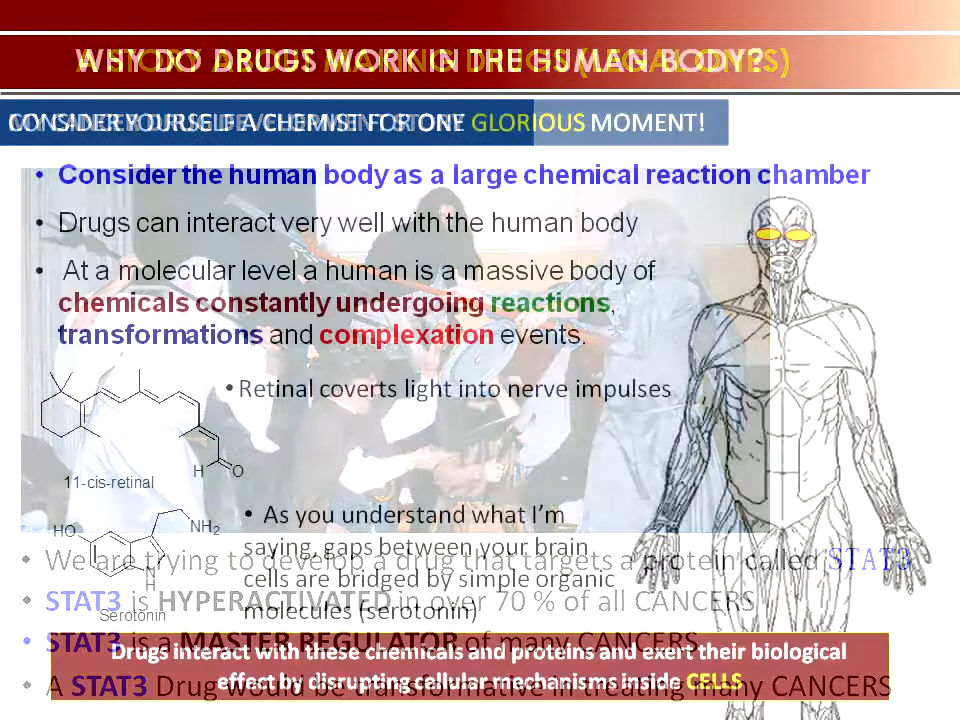 WHY DO DRUGS WORK IN THE HUMAN BODY?
A STORY ABOUT MAKING DRUGS (LEGAL ONES)
CONSIDER YOURSELF A CHEMIST FOR ONE GLORIOUS MOMENT!
• Consider the human body as a large chemical reaction chamber
• Drugs can interact very well with the human body
• At a molecular level a human is a massive body of
chemicals constantly undergoing reactions,
transformations and complexation events.
• Retinal coverts light into nerve impulses
H
O
11-cis-retinal
• As you understand what I'm
saying, gaps between your brain
cells are bridged by simple organic
molecules (serotonin)
HO
NH2
N
H
Serotonin
• We are trying to develop a drug that targets a protein called STAT3
• STAT3 is HYPERACTIVATED in over 70 % of all CANCERS
• STAT3 is a MASTER REGULATOR of many CANCERS
• A STAT3 Drug would be transformative in treating many CANCERS
Drugs interact with these chemicals and proteins and exert their biological
effect by disrupting cellular mechanisms inside CELLS